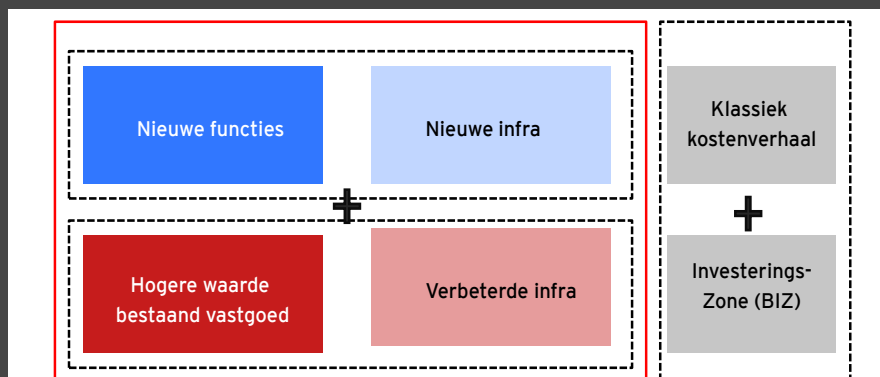 Nieuwe functies
Nieuwe infra
Klassiek
kostenverhaal
Hogere waarde
bestaand vastgoed
Verbeterde infra
Investerings-
Zone (BIZ)